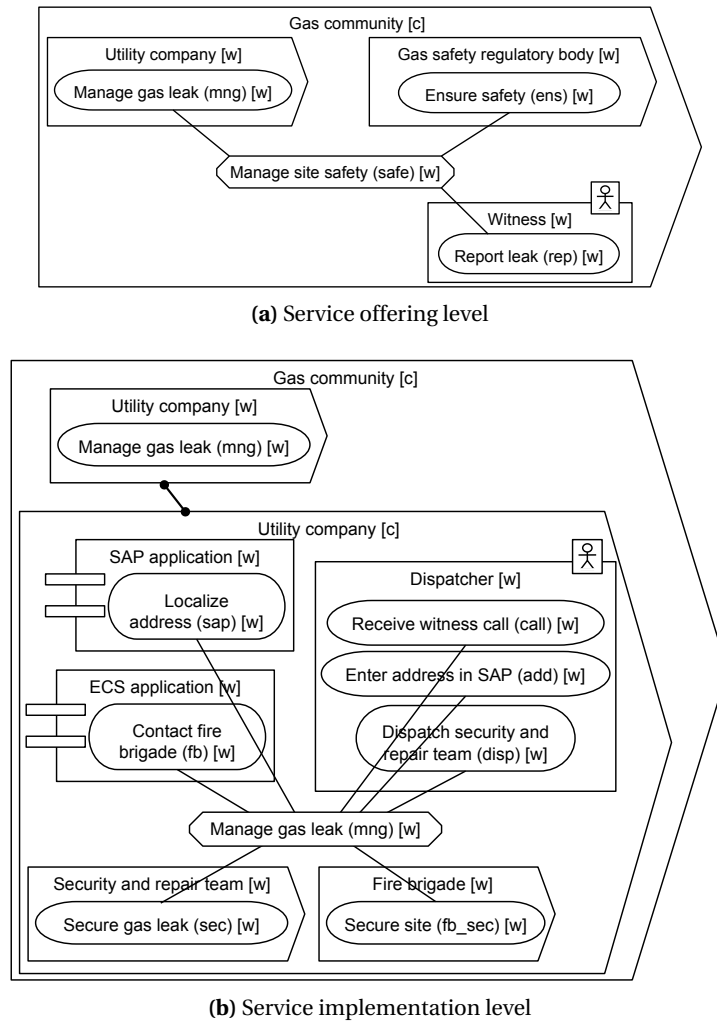 Gas community [c]
Utility company [w]
Gas safety regulatory body [w]
Manage gas leak (mng) [w]
Ensure safety (ens) [w]
Manage site safety (safe) [w]
Witness [w]
Report leak (rep) [w]
(a) Service offering level
Gas community [c]
Utility company [w]
Manage gas leak (mng) [w]
Utility company [c]
SAP application [w]
Localize
address (sap) [w]
Dispatcher [w]
Receive witness call (call) [w]
Enter address in SAP (add) [w]
ECS application [w]
Contact fire
brigade (fb) [w]
Dispatch security and
repair team (disp) [w]
Manage gas leak (mng) [w]
Security and repair team [w]
Secure gas leak (sec) [w]
Fire brigade [w]
Secure site (fb_sec) [w]
(b) Service implementation level